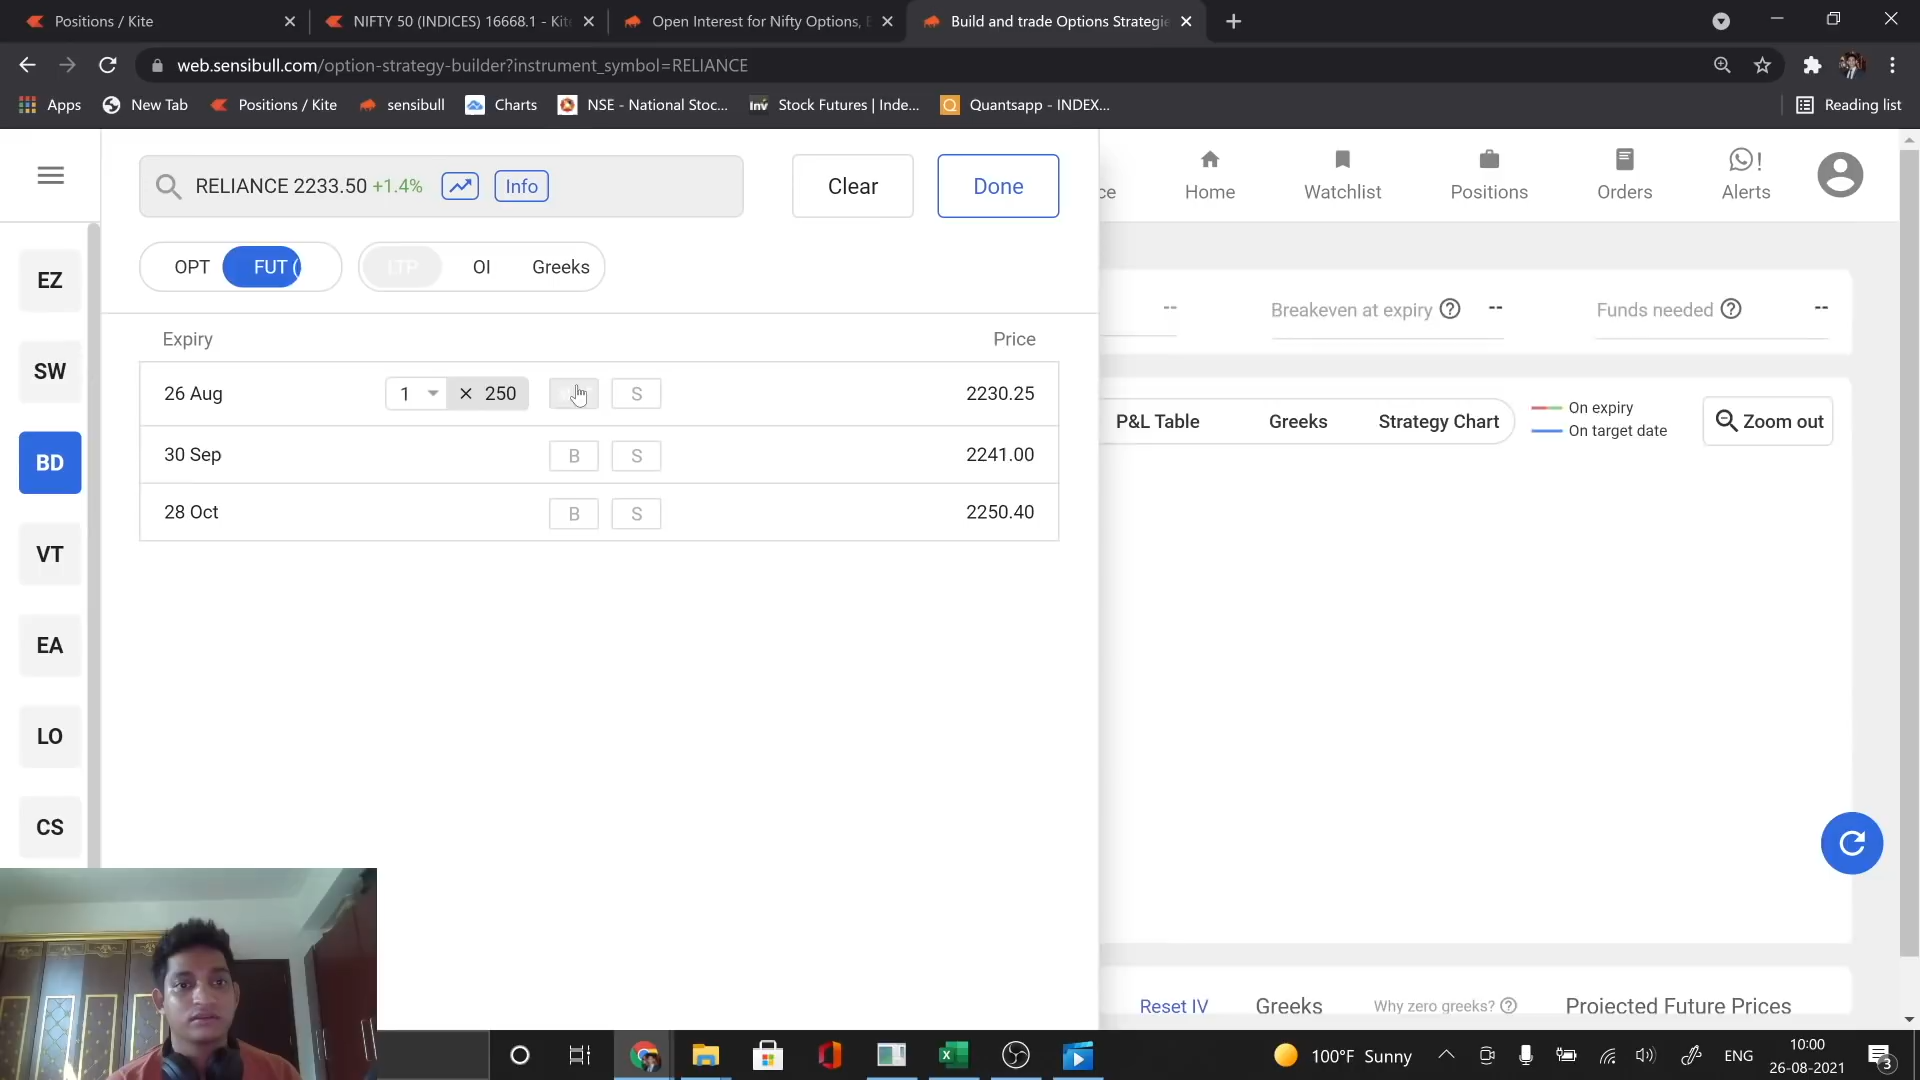 Positions / Kite
NIFTY 50 (INDICES) 16668.1 - Kit
Open Interest for Nifty Options,
Build and trade Options Strategie
web.sensibull.com/option-strategy-builder?instrument_symbol=RELIANCE
Apps
New Tab
Positions / Kite
sensibull
Charts
NSE - National Stoc...
Inv
Stock Futures | Inde...
Q
Quantsapp - INDEX...
Reading list
RELIANCE 2233.50 +1.4%
Info
Clear
Done
ce
Home
Watchlist
Positions
Orders
Alerts
OPT
FUT (
LTP
OI
Greeks
EZ
SW
BD
VT
EA
LO
CS
Expiry
Price
26 Aug
1
× 250
S
2230.25
30 Sep
B
S
2241.00
28 Oct
B
S
2250.40
--
Breakeven at expiry ?
--
Funds needed ?
--
P&L Table
Greeks
Strategy Chart
On expiry
On target date
Zoom out
Reset IV
Greeks
Why zero greeks? ?
Projected Future Prices
100°F Sunny
ENG
10:00
26-08-2021
3